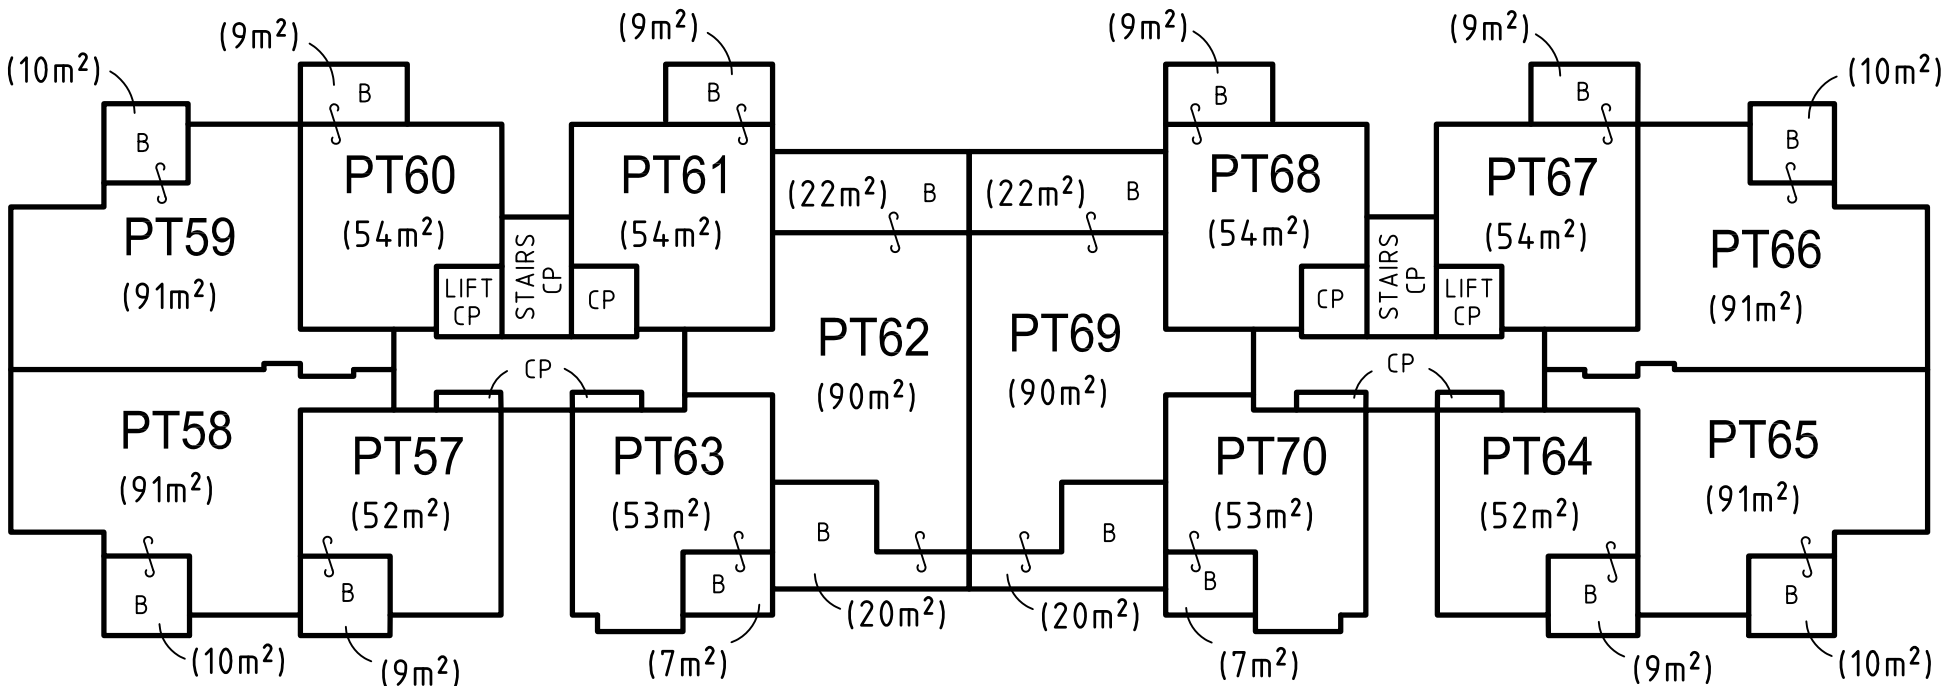 (9m²)
(9m²)
(9m²)
(9m²)
(10m²)
(10m²)
B
B
B
B
B
B
PT60
PT61
PT68
PT67
(22m²)
B
(22m²)
B
(54m²)
(54m²)
(54m²)
(54m²)
PT59
PT66
(91m²)
(91m²)
STAIRS
CP
LIFT
CP
CP
CP
STAIRS
CP
LIFT
CP
PT62
PT69
(90m²)
(90m²)
CP
CP
PT58
PT57
PT63
PT70
PT64
PT65
(91m²)
(52m²)
(53m²)
(53m²)
(52m²)
(91m²)
B
B
B
B
B
B
B
B
(20m²)
(20m²)
(10m²)
(9m²)
(7m²)
(7m²)
(9m²)
(10m²)